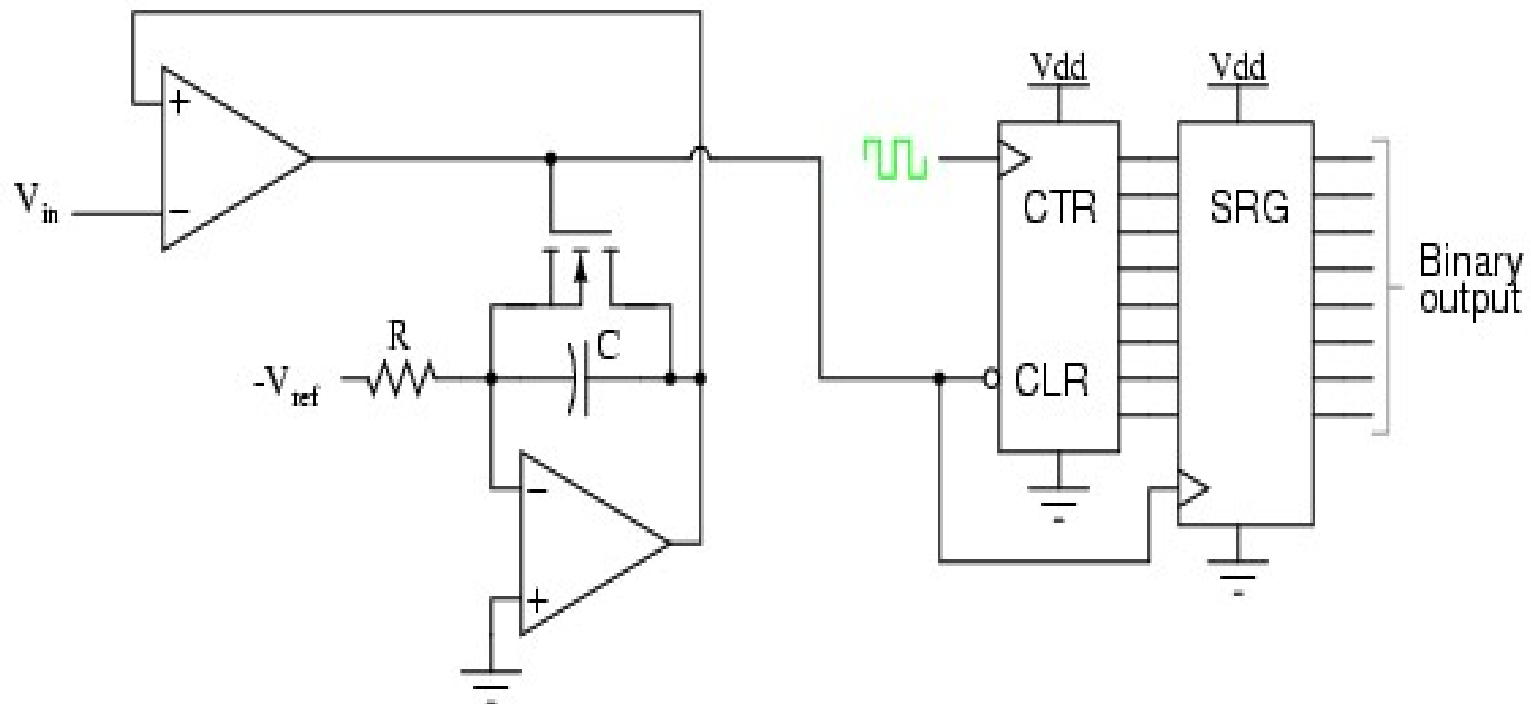 Vdd
Vdd
+
Vin
−
CTR
SRG
Binary
output
R
C
-Vref
CLR
−
+